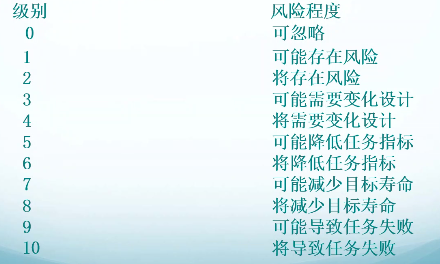 级别 风险程度
0 可忽略
1 可能存在风险
2 将存在风险
3 可能需要变化设计
4 将需要变化设计
5 可能降低任务指标
6 将降低任务指标
7 可能减少目标寿命
8 将减少目标寿命
9 可能导致任务失败
10 将导致任务失败